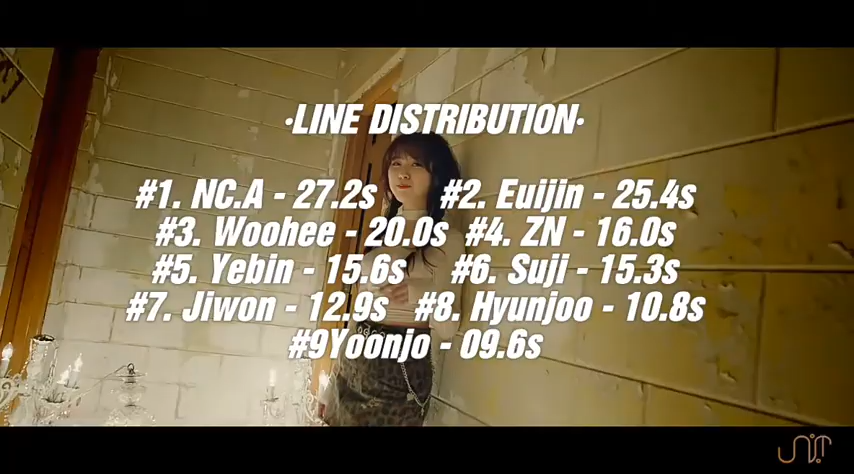 ·LINE DISTRIBUTION·
#1. NC.A - 27.2s #2. Euijin - 25.4s
#3. Woohee - 20.0s #4. ZN - 16.0s
#5. Yebin - 15.6s #6. Suji - 15.3s
#7. Jiwon - 12.9s #8. Hyunjoo - 10.8s
#9Yoonjo - 09.6s
UNI.T